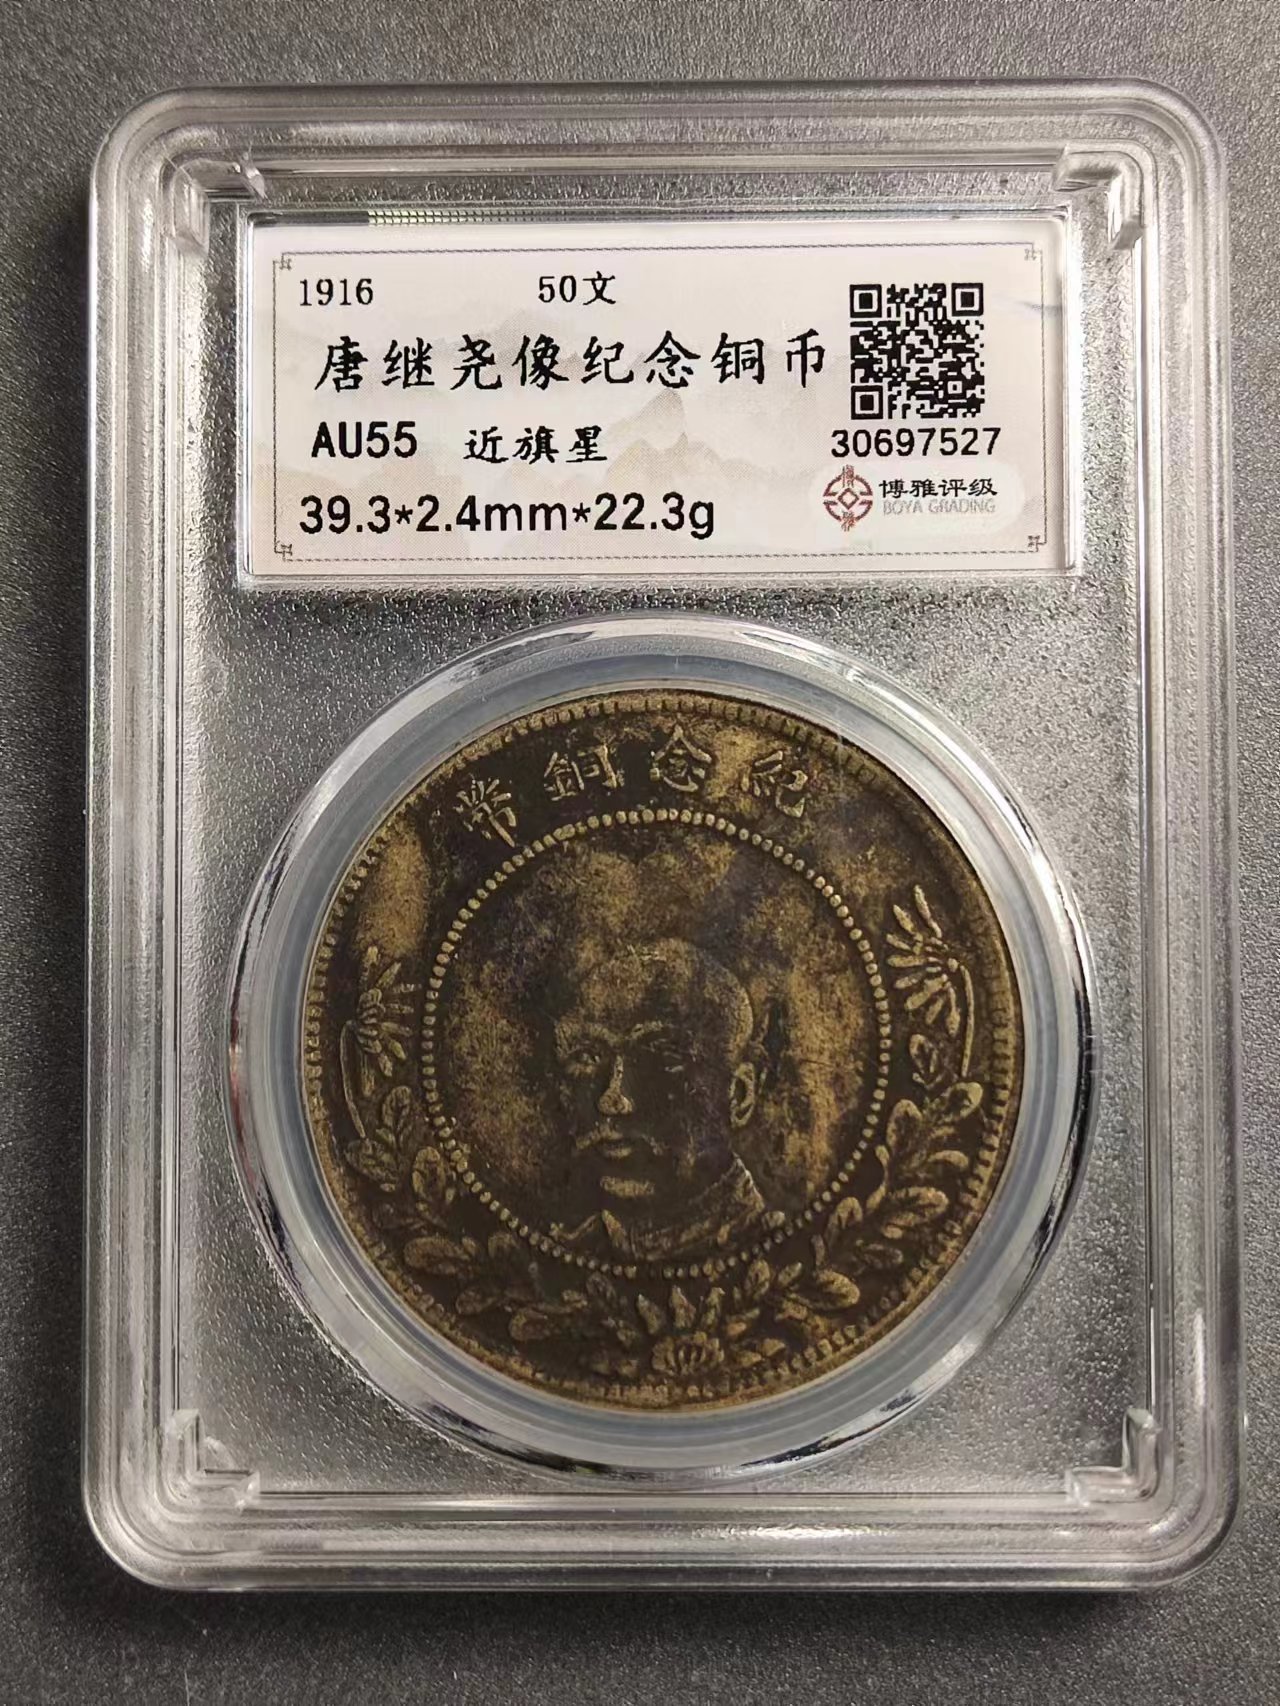 1916 50文
唐继尧像纪念铜币
AU55 近旗星
30697527
39.3*2.4mm*22.3g
博雅评级
BOYA GRADING
幣銅念紀